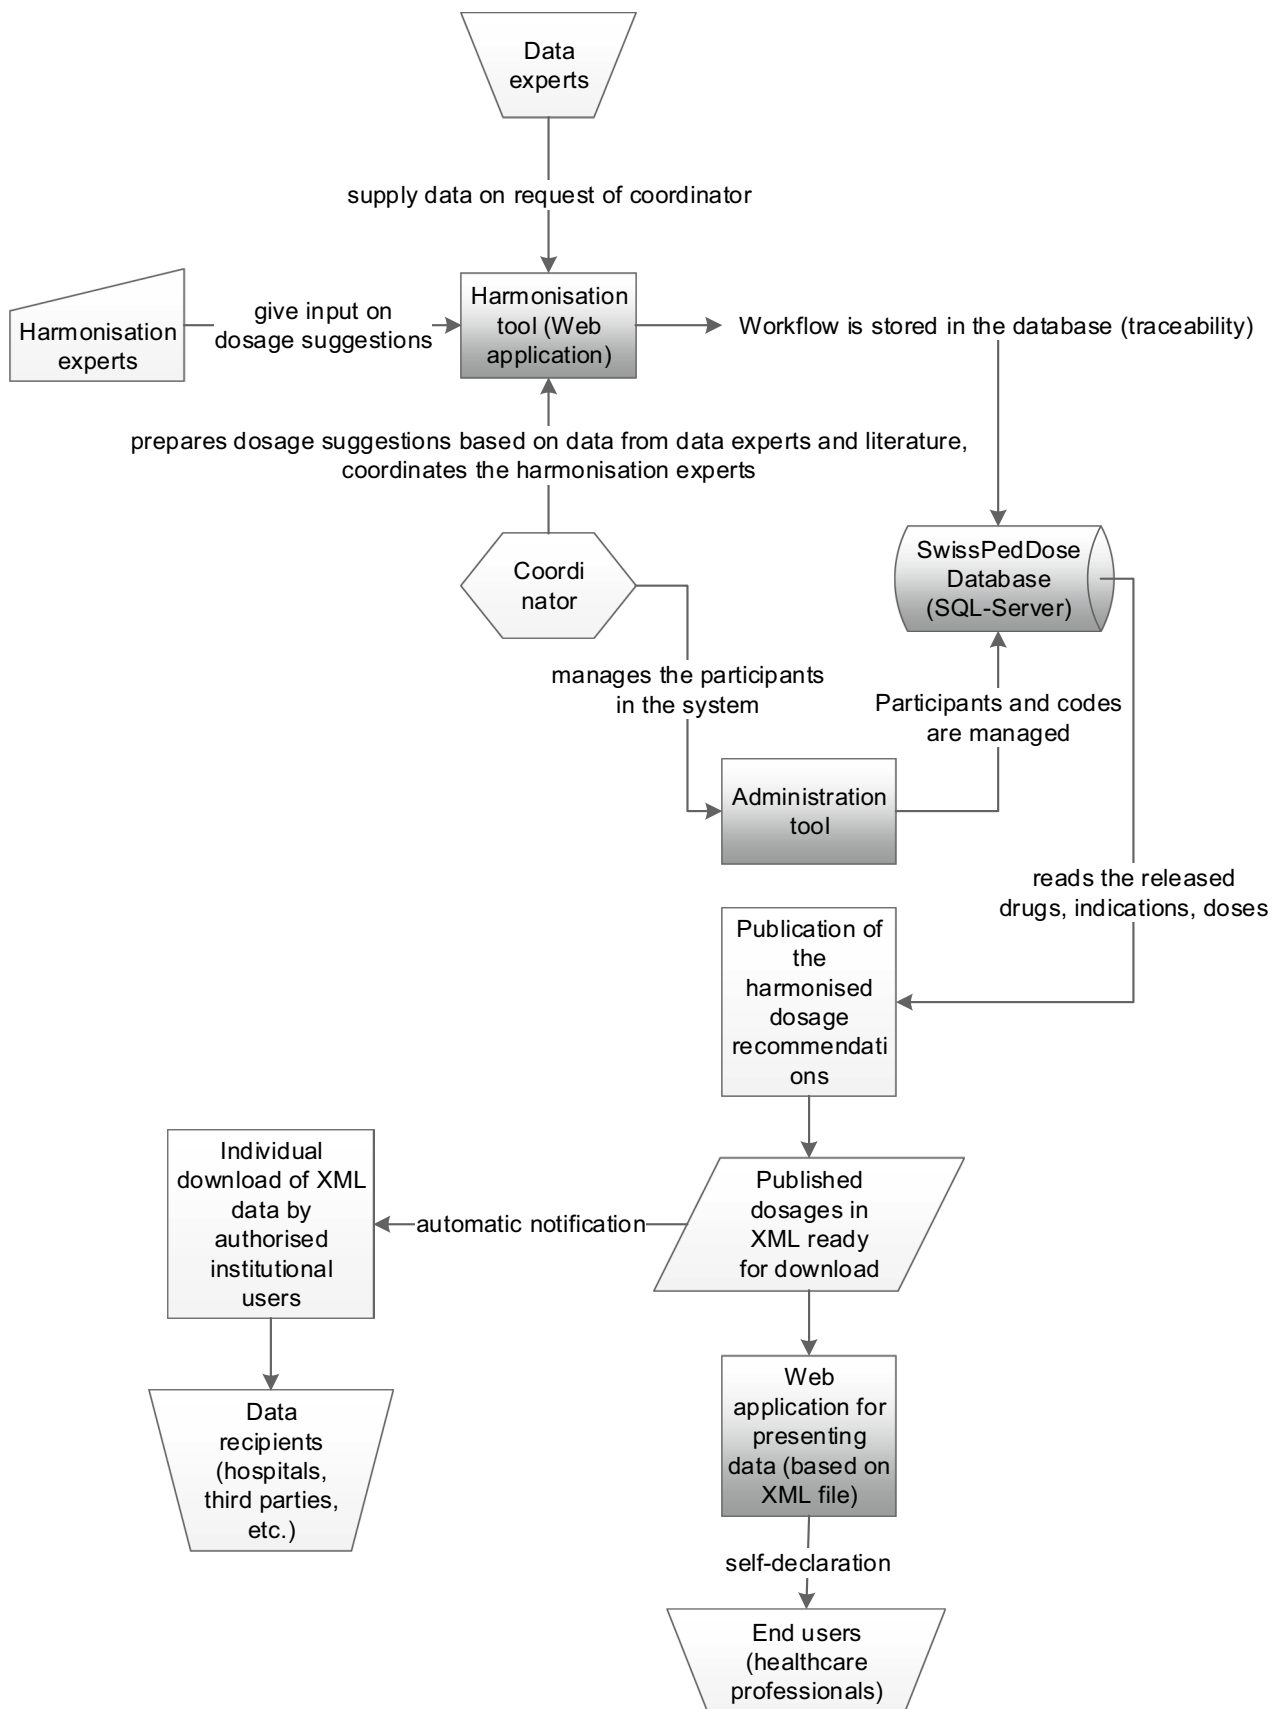 Data
experts
supply data on request of coordinator
Harmonisation
experts
give input on
dosage suggestions
Harmonisation
tool (Web
application)
Workflow is stored in the database (traceability)
prepares dosage suggestions based on data from data experts and literature,
coordinates the harmonisation experts
Coordi
nator
SwissPedDose
Database
(SQL-Server)
manages the participants
in the system
Participants and codes
are managed
Administration
tool
reads the released
drugs, indications, doses
Publication of
the
harmonised
dosage
recommendati
ons
Individual
download of XML
data by
authorised
institutional
users
automatic notification
Published
dosages in
XML ready
for download
Data
recipients
(hospitals,
third parties,
etc.)
Web
application for
presenting
data (based on
XML file)
self-declaration
End users
(healthcare
professionals)